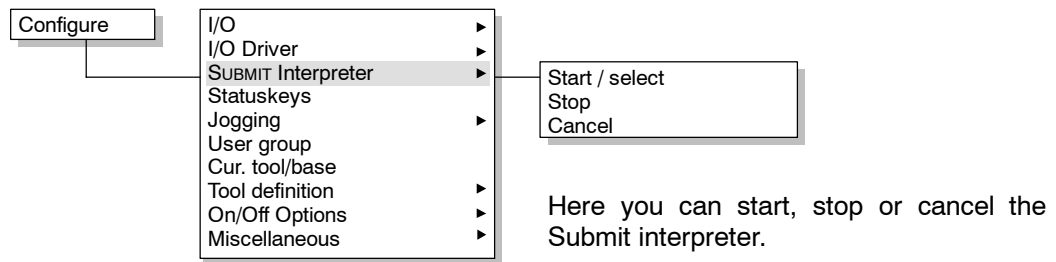 Configure
I/O
I/O Driver
SUBMIT Interpreter
Statuskeys
Jogging
User group
Cur. tool/base
Tool definition
On/Off Options
Miscellaneous
Start / select
Stop
Cancel
Here you can start, stop or cancel the
Submit interpreter.